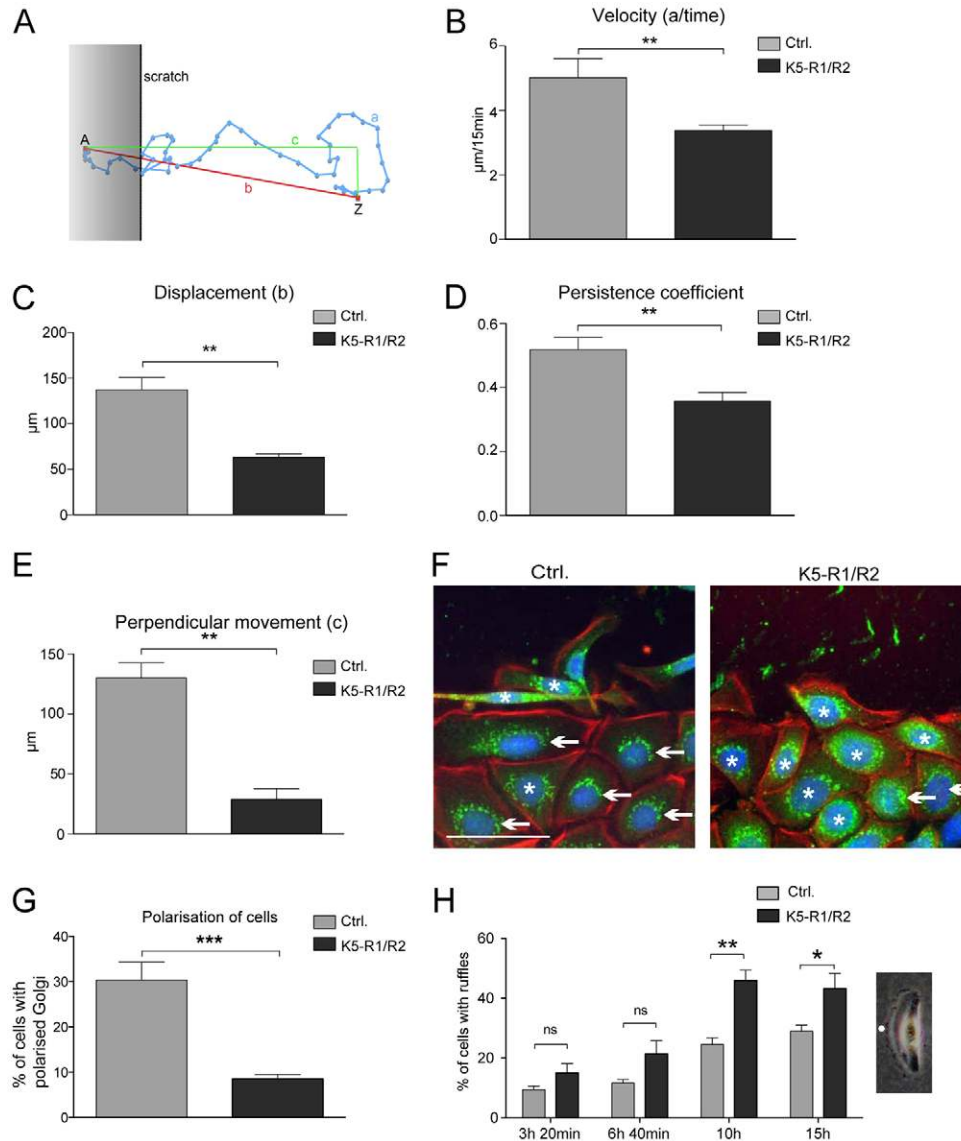 A
scratch
A
a
c
b
Z
B
Velocity (a/time)
Ctrl.
K5-R1/R2
**
µm/15min
6
4
2
0
C
Displacement (b)
Ctrl.
K5-R1/R2
**
µm
200
150
100
50
0
D
Persistence coefficient
Ctrl.
K5-R1/R2
**
0.6
0.4
0.2
0.0
E
Perpendicular movement (c)
Ctrl.
K5-R1/R2
**
µm
150
100
50
0
F
Ctrl.
K5-R1/R2
* * * * * * * * * *
G
Polarisation of cells
Ctrl.
K5-R1/R2
***
% of cells with
polarised Golgi
40
30
20
10
0
H
Ctrl.
K5-R1/R2
% of cells with ruffles
60
40
20
0
ns
ns
**
*
3h 20min
6h 40min
10h
15h